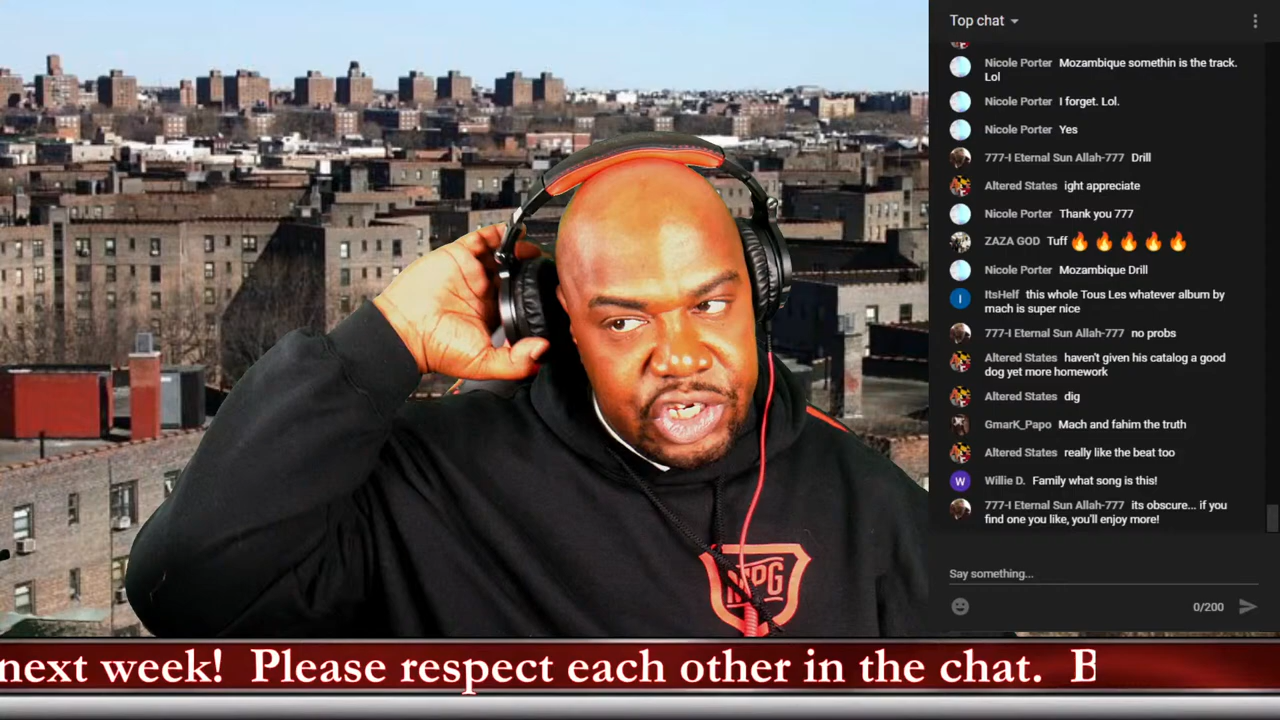 Top chat
Nicole Porter Mozambique somethin is the track.
Lol
Nicole Porter I forget. Lol.
Nicole Porter Yes
777-I Eternal Sun Allah-777 Drill
Altered States ight appreciate
Nicole Porter Thank you 777
ZAZA GOD Tuff🔥🔥🔥🔥🔥
Nicole Porter Mozambique Drill
I ItsHelf this whole Tous Les whatever album by
mach is super nice
777-I Eternal Sun Allah-777 no probs
Altered States haven't given his catalog a good
dog yet more homework
Altered States dig
GmarK_Papo Mach and fahim the truth
Altered States really like the beat too
W Willie D. Family what song is this!
777-I Eternal Sun Allah-777 its obscure... if you
find one you like, you'll enjoy more!
Say something...
0/200
MPG
next week! Please respect each other in the chat. B